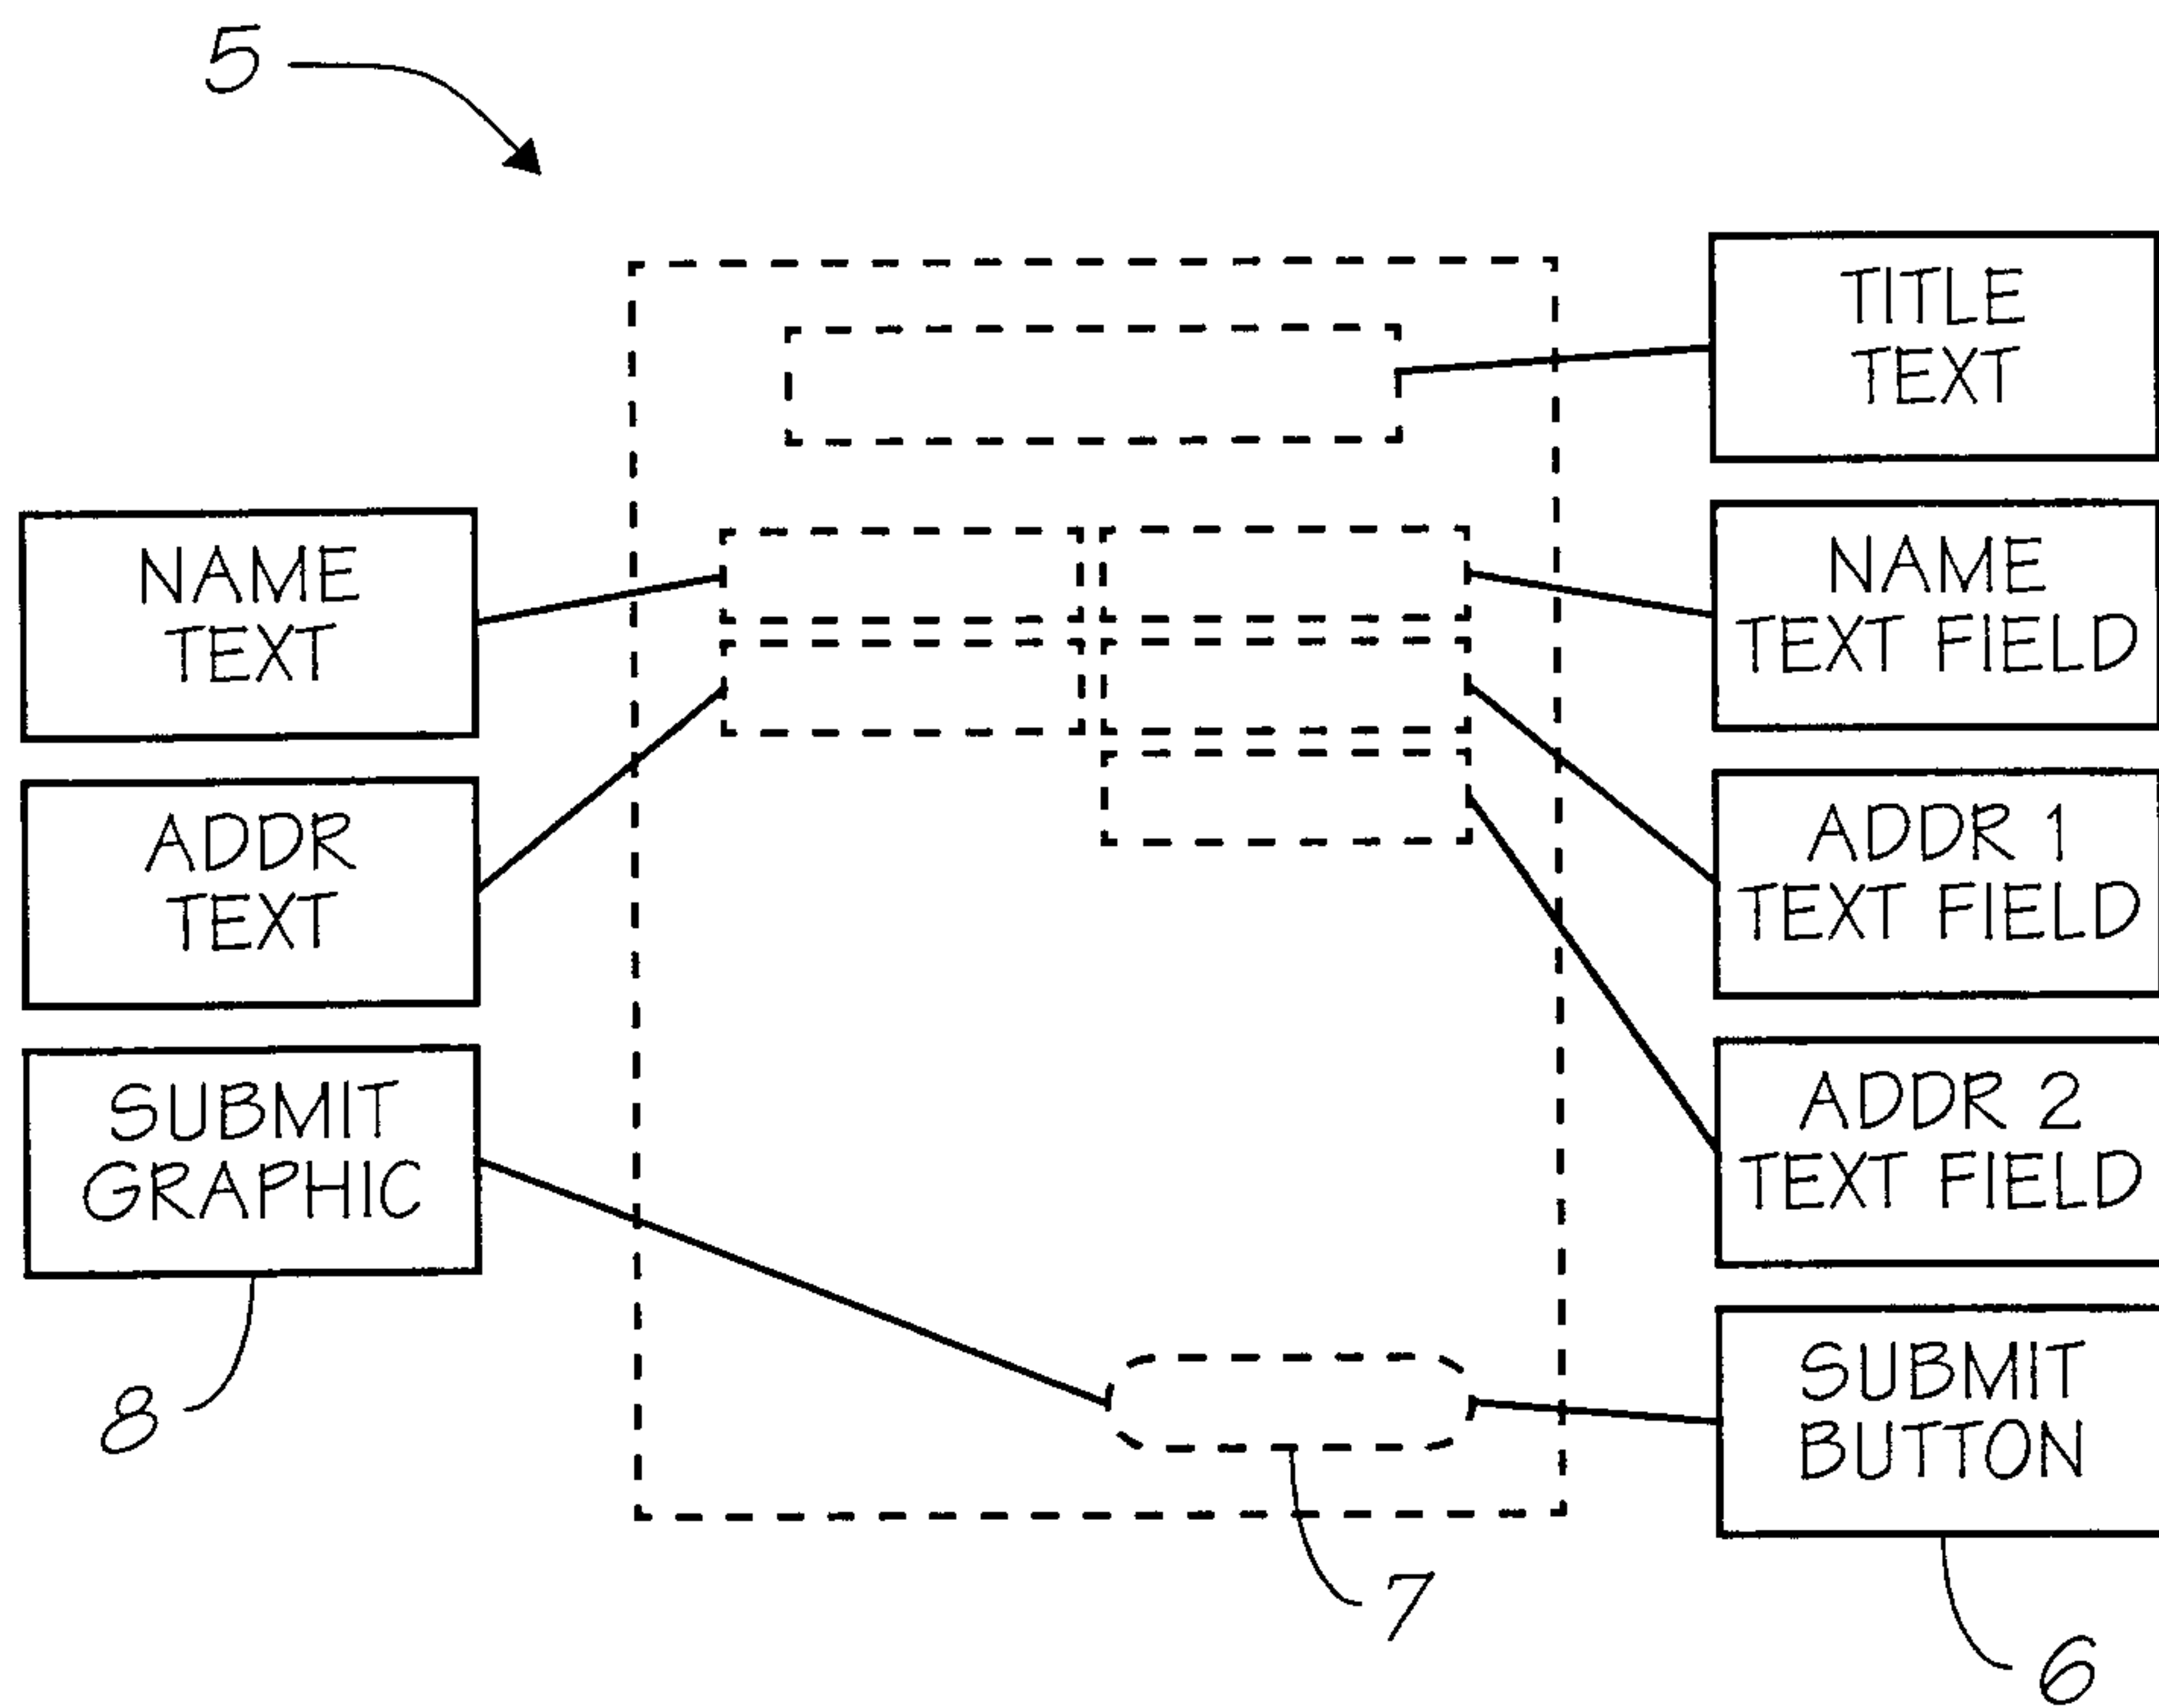 5
TITLE
TEXT
NAME
TEXT
NAME
TEXT FIELD
ADDR
TEXT
ADDR 1
TEXT FIELD
SUBMIT
GRAPHIC
ADDR 2
TEXT FIELD
SUBMIT
BUTTON
8
7
6